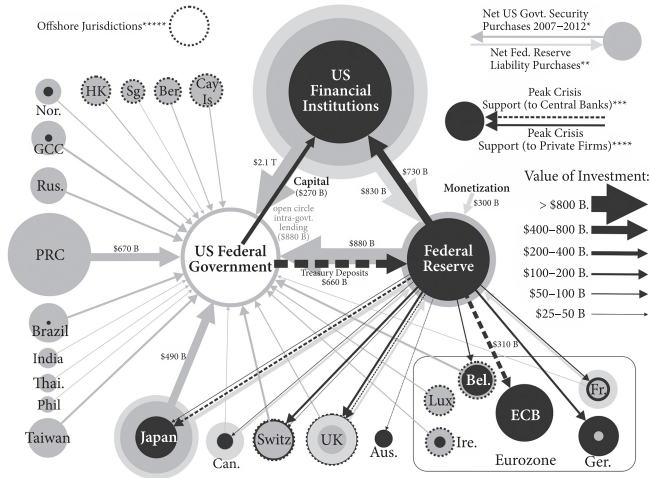 Offshore Jurisdictions*****
Net US Govt. Security
Purchases 2007–2012*
Net Fed. Reserve
Liability Purchases**
US
Financial
Institutions
Peak Crisis
Support (to Central Banks)***
Peak Crisis
Support (to Private Firms)****
Nor.
HK
Sg
Ber
Cay
Is
GCC
Rus.
PRC
$670 B
$2.1 T
Capital
($270 B)
$730 B
$830 B
Monetization
$300 B
open circle
intra-govt.
lending
($880 B)
Value of Investment:
> $800 B.
$400–800 B.
$200–400 B.
$100–200 B.
$50–100 B
$25–50 B
US Federal
Government
$880 B
Treasury Deposits
$660 B
Federal
Reserve
Brazil
India
Thai.
Phil
Taiwan
$490 B
Japan
Can.
Switz
UK
Aus.
$310 B
Bel.
Lux
Ire.
ECB
Fr.
Ger.
Eurozone